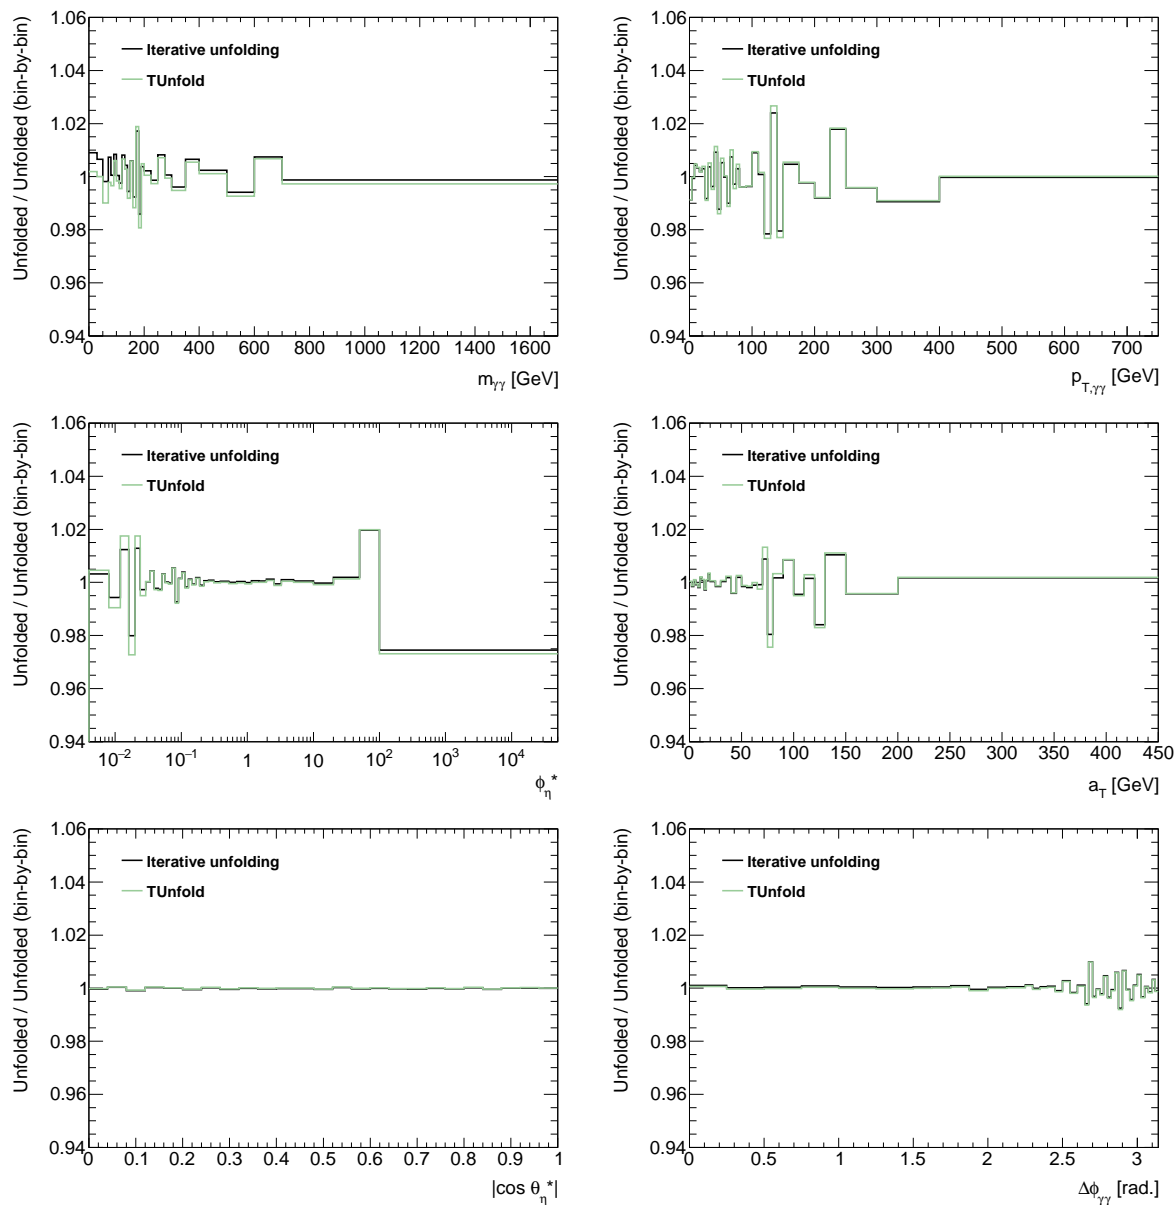 Unfolded / Unfolded (bin-by-bin)
1.06
1.04
1.02
1
0.98
0.96
0.94
Iterative unfolding
TUnfold
0 200 400 600 800 1000 1200 1400 1600
m_γγ [GeV]
Unfolded / Unfolded (bin-by-bin)
1.06
1.04
1.02
1
0.98
0.96
0.94
Iterative unfolding
TUnfold
0 100 200 300 400 500 600 700
p_T,γγ [GeV]
Unfolded / Unfolded (bin-by-bin)
1.06
1.04
1.02
1
0.98
0.96
0.94
Iterative unfolding
TUnfold
10⁻² 10⁻¹ 1 10 10² 10³ 10⁴
ϕ_η*
Unfolded / Unfolded (bin-by-bin)
1.06
1.04
1.02
1
0.98
0.96
0.94
Iterative unfolding
TUnfold
0 50 100 150 200 250 300 350 400 450
a_T [GeV]
Unfolded / Unfolded (bin-by-bin)
1.06
1.04
1.02
1
0.98
0.96
0.94
Iterative unfolding
TUnfold
0 0.1 0.2 0.3 0.4 0.5 0.6 0.7 0.8 0.9 1
|cos θ_η*|
Unfolded / Unfolded (bin-by-bin)
1.06
1.04
1.02
1
0.98
0.96
0.94
Iterative unfolding
TUnfold
0 0.5 1 1.5 2 2.5 3
Δϕ_γγ [rad.]